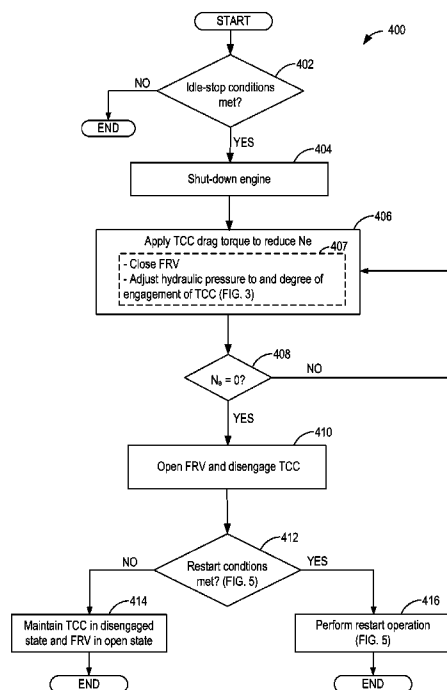 START
400
402
Idle-stop conditions
met?
NO
END
YES
404
Shut-down engine
406
Apply TCC drag torque to reduce Ne
407
- Close FRV
- Adjust hydraulic pressure to and degree of
engagement of TCC (FIG. 3)
408
Ne = 0?
NO
YES
410
Open FRV and disengage TCC
412
Restart condtions
met? (FIG. 5)
NO
YES
414
Maintain TCC in disengaged
state and FRV in open state
416
Perform restart operation
(FIG. 5)
END
END